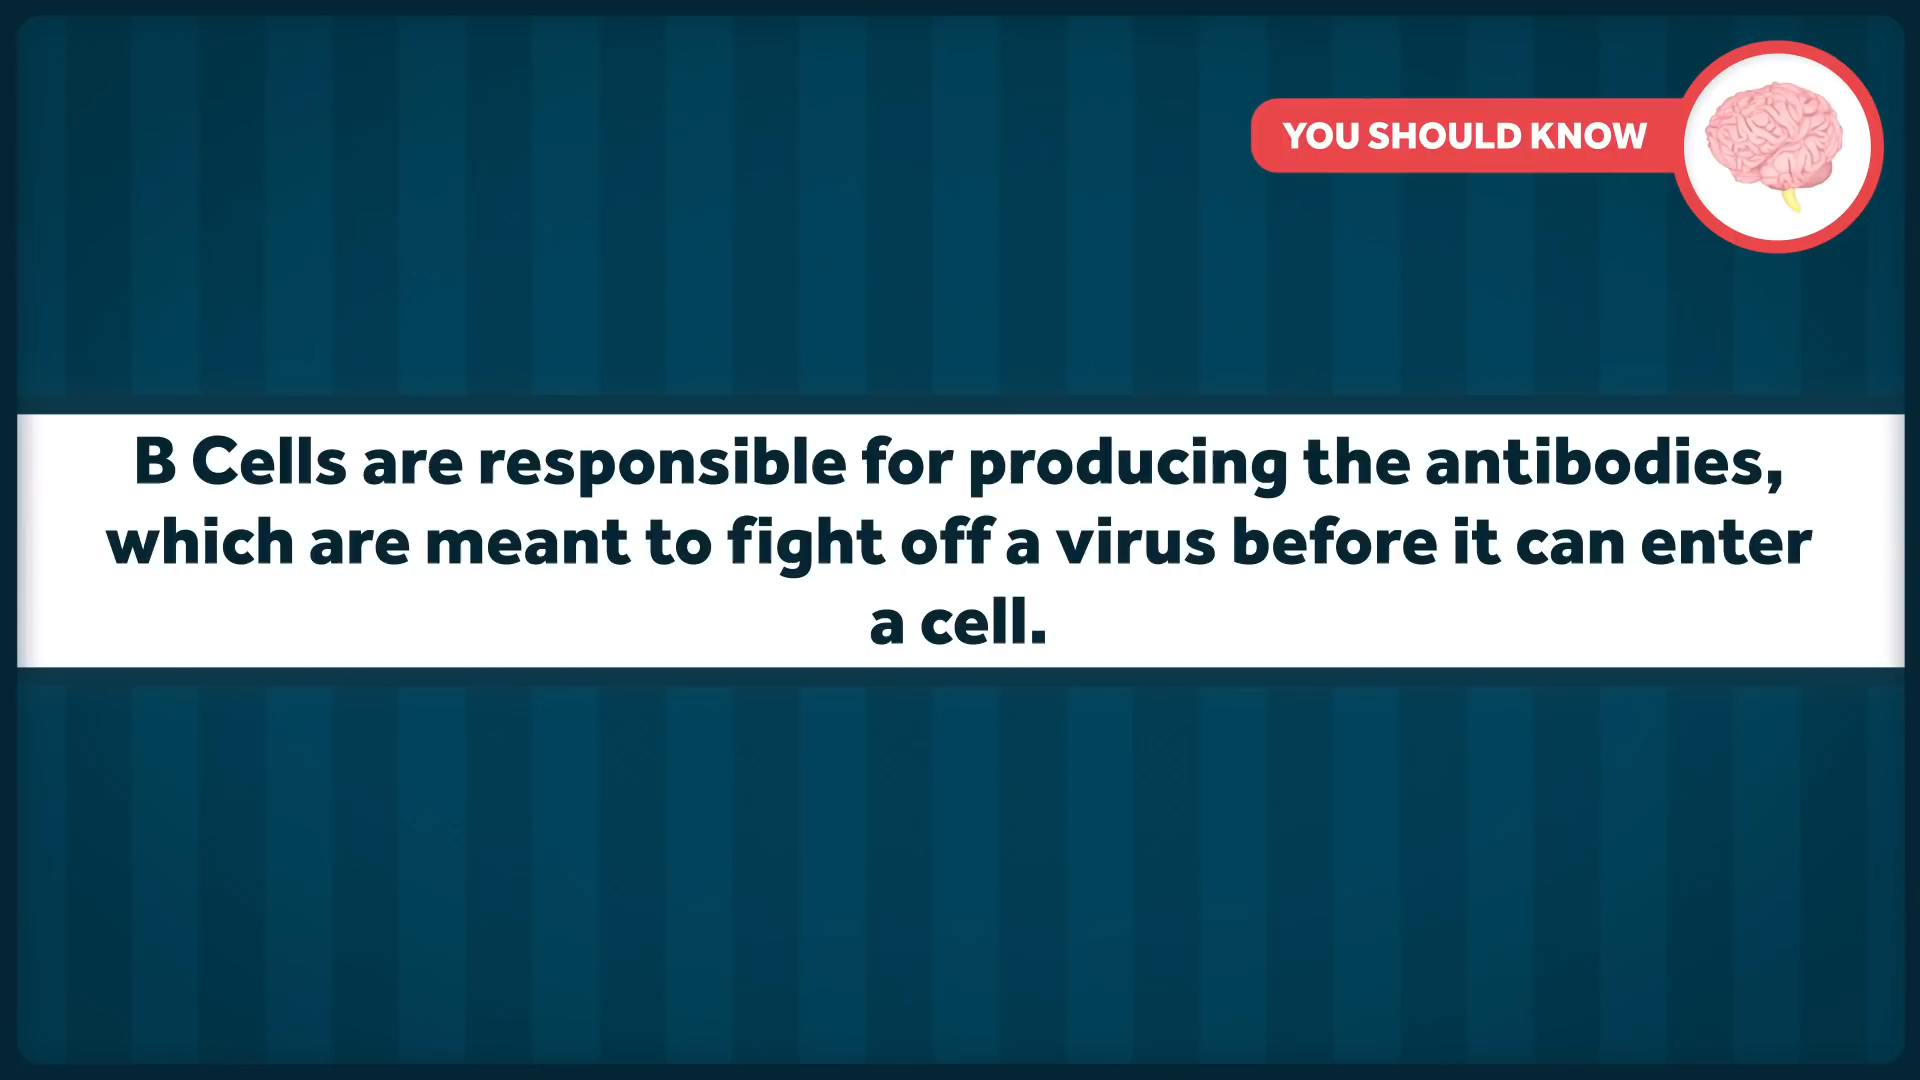 YOU SHOULD KNOW
B Cells are responsible for producing the antibodies,
which are meant to fight off a virus before it can enter
a cell.